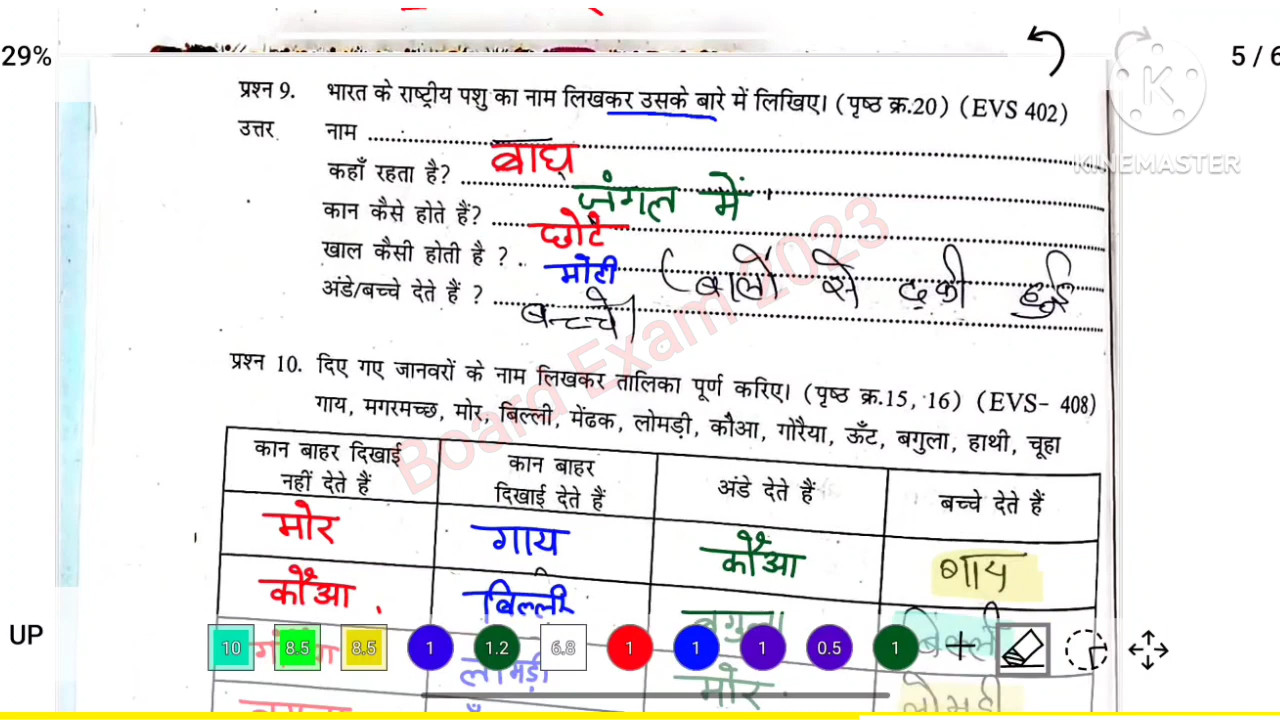 29%
5 / 6
KINEMASTER
प्रश्न 9. भारत के राष्ट्रीय पशु का नाम लिखकर उसके बारे में लिखिए। (पृष्ठ क्र.20) (EVS 402)
उत्तर नाम बाघ
कहाँ रहता है? जंगल में
कान कैसे होते हैं? छोटे
खाल कैसी होती है ? मोटी (बालों से ढकी हुई
अंडे/बच्चे देते हैं ? बच्चे।
Board Exam 2023
प्रश्न 10. दिए गए जानवरों के नाम लिखकर तालिका पूर्ण करिए। (पृष्ठ क्र.15, 16) (EVS- 408)
गाय, मगरमच्छ, मोर, बिल्ली, मेंढक, लोमड़ी, कौआ, गोरैया, ऊँट, बगुला, हाथी, चूहा
कान बाहर दिखाई नहीं देते हैं
कान बाहर दिखाई देते हैं
अंडे देते हैं
बच्चे देते हैं
मोर गाय कौआ गाय
कौआ बिल्ली बगुला बिल्ली
लोमड़ी मोर लोमड़ी
UP
10 8.5 8.5 1 1.2 6.8 1 1 1 0.5 1